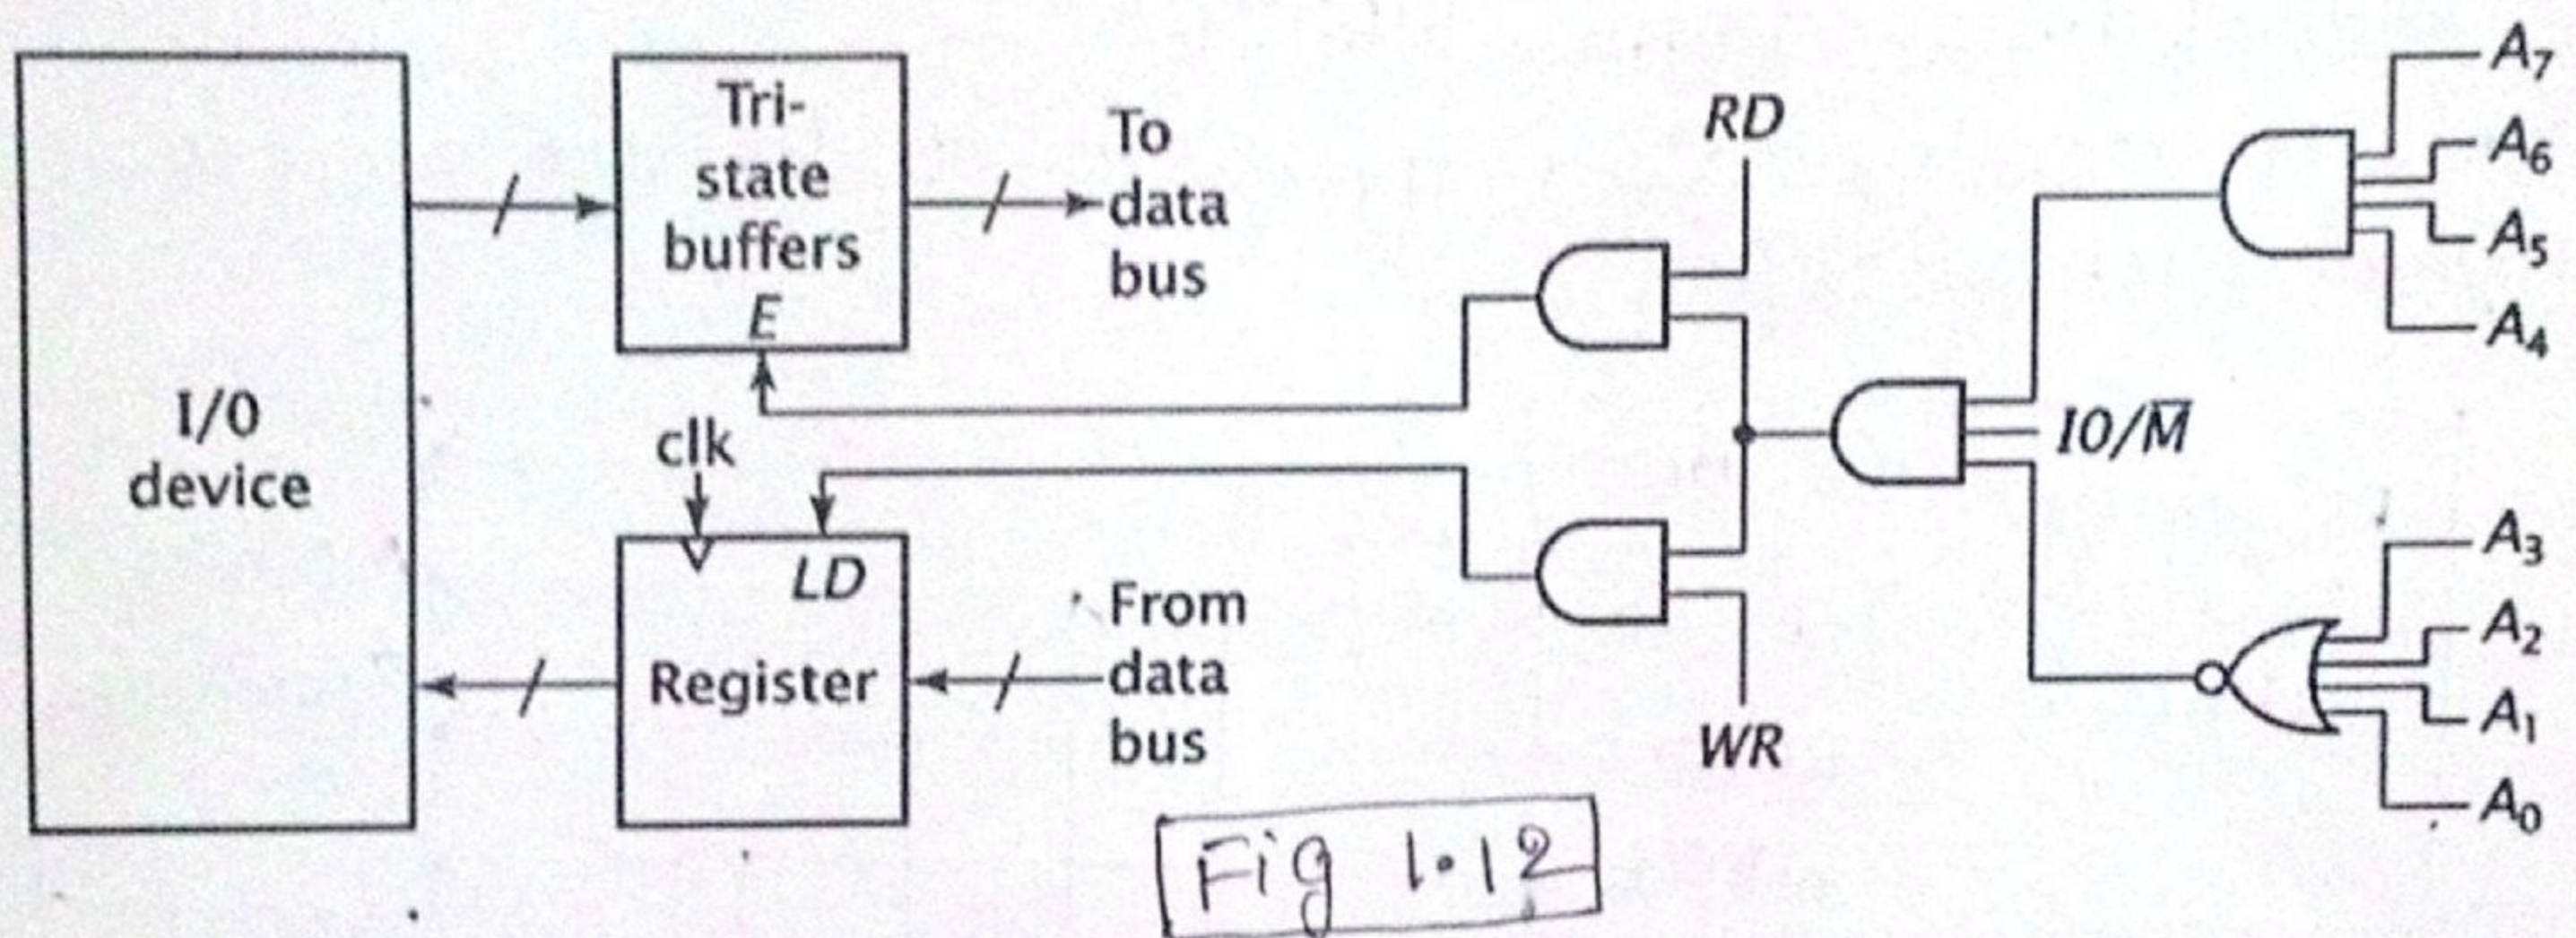 I/0
device
Tri-
state
buffers
E
To
data
bus
clk
LD
Register
From
data
bus
RD
WR
IO/M̅
A₇
A₆
A₅
A₄
A₃
A₂
A₁
A₀
Fig 1.12